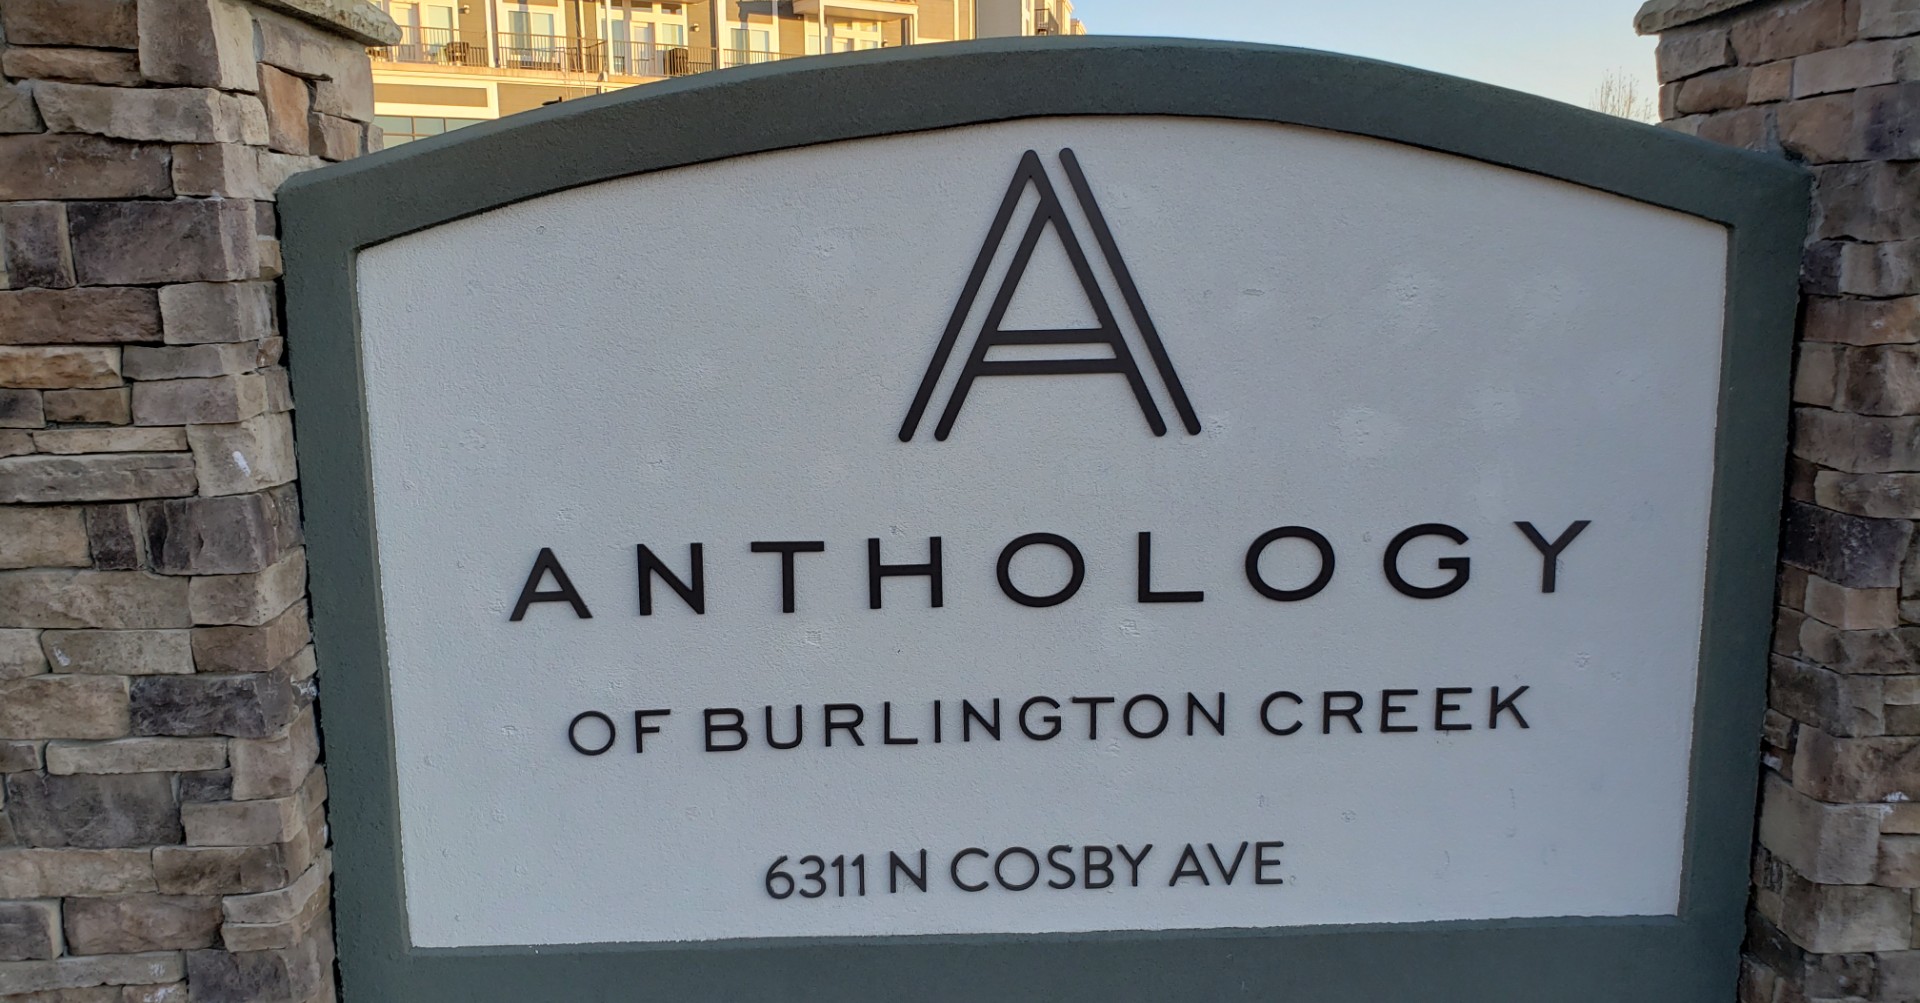 A
ANTHOLOGY
OF BURLINGTON CREEK
6311 N COSBY AVE